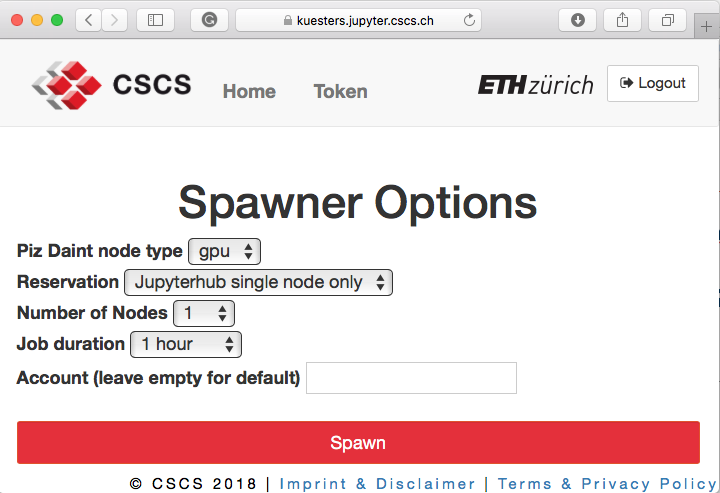 kuesters.jupyter.cscs.ch
CSCS Home Token ETH zürich Logout
Spawner Options
Piz Daint node type gpu
Reservation Jupyterhub single node only
Number of Nodes 1
Job duration 1 hour
Account (leave empty for default)
Spawn
© CSCS 2018 | Imprint & Disclaimer | Terms & Privacy Policy